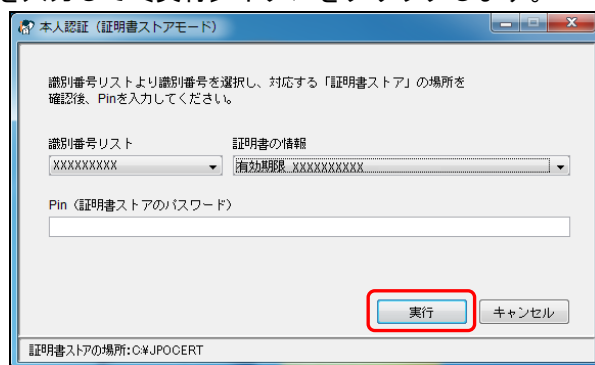 本人認証（証明書ストアモード）
識別番号リストより識別番号を選択し、対応する「証明書ストア」の場所を
確認後、Pinを入力してください。
識別番号リスト 証明書の情報
XXXXXXXXX 有効期限 XXXXXXXXXX
Pin（証明書ストアのパスワード）
実行 キャンセル
証明書ストアの場所:C¥JPOCERT